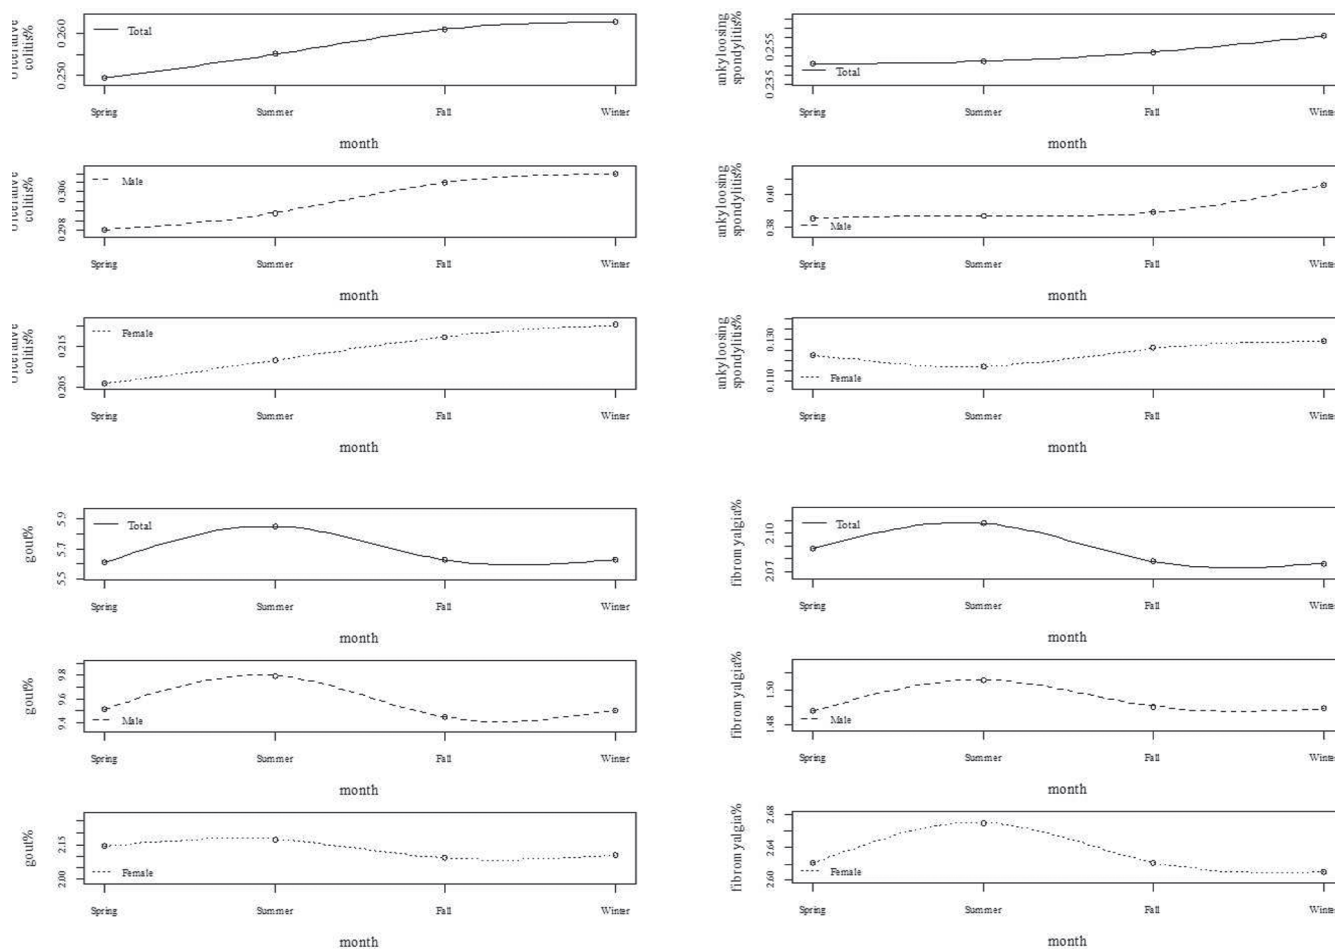 colitis%
0.250
0.260
Total
Spring
Summer
Fall
Winter
month
ankyloosing
spondylitis%
0.235
0.255
Total
Spring
Summer
Fall
Winter
month
colitis%
0.298
0.306
Male
Spring
Summer
Fall
Winter
month
ankyloosing
spondylitis%
0.38
0.40
Male
Spring
Summer
Fall
Winter
month
colitis%
0.205
0.215
Female
Spring
Summer
Fall
Winter
month
ankyloosing
spondylitis%
0.110
0.130
Female
Spring
Summer
Fall
Winter
month
gout%
5.5
5.7
5.9
Total
Spring
Summer
Fall
Winter
month
fibromyalgia%
2.07
2.10
Total
Spring
Summer
Fall
Winter
month
gout%
9.4
9.6
9.8
Male
Spring
Summer
Fall
Winter
month
fibromyalgia%
1.48
1.50
Male
Spring
Summer
Fall
Winter
month
gout%
2.00
2.15
Female
Spring
Summer
Fall
Winter
month
fibromyalgia%
2.60
2.64
2.68
Female
Spring
Summer
Fall
Winter
month